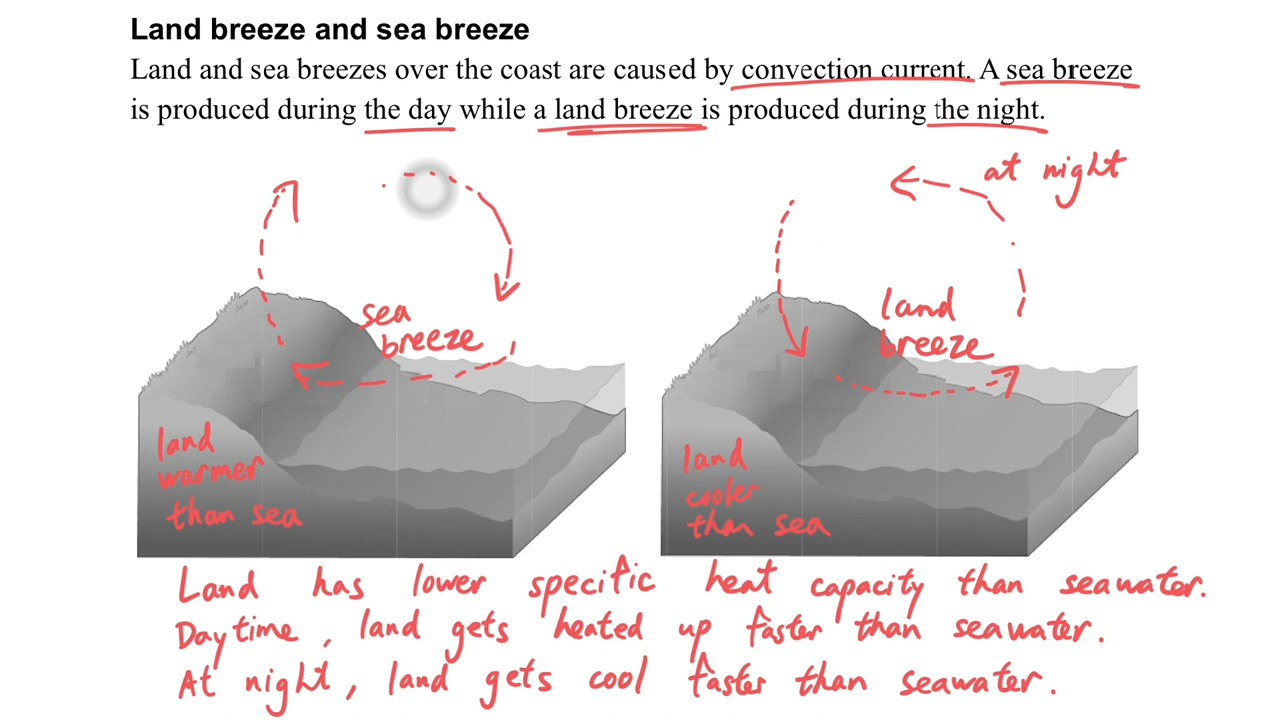 Land breeze and sea breeze
Land and sea breezes over the coast are caused by convection current. A sea breeze
is produced during the day while a land breeze is produced during the night.
at night
sea
breeze
land
breeze
land
warmer
than sea
land
cooler
than sea
Land has lower specific heat capacity than seawater.
Daytime, land gets heated up faster than seawater.
At night, land gets cool faster than seawater.